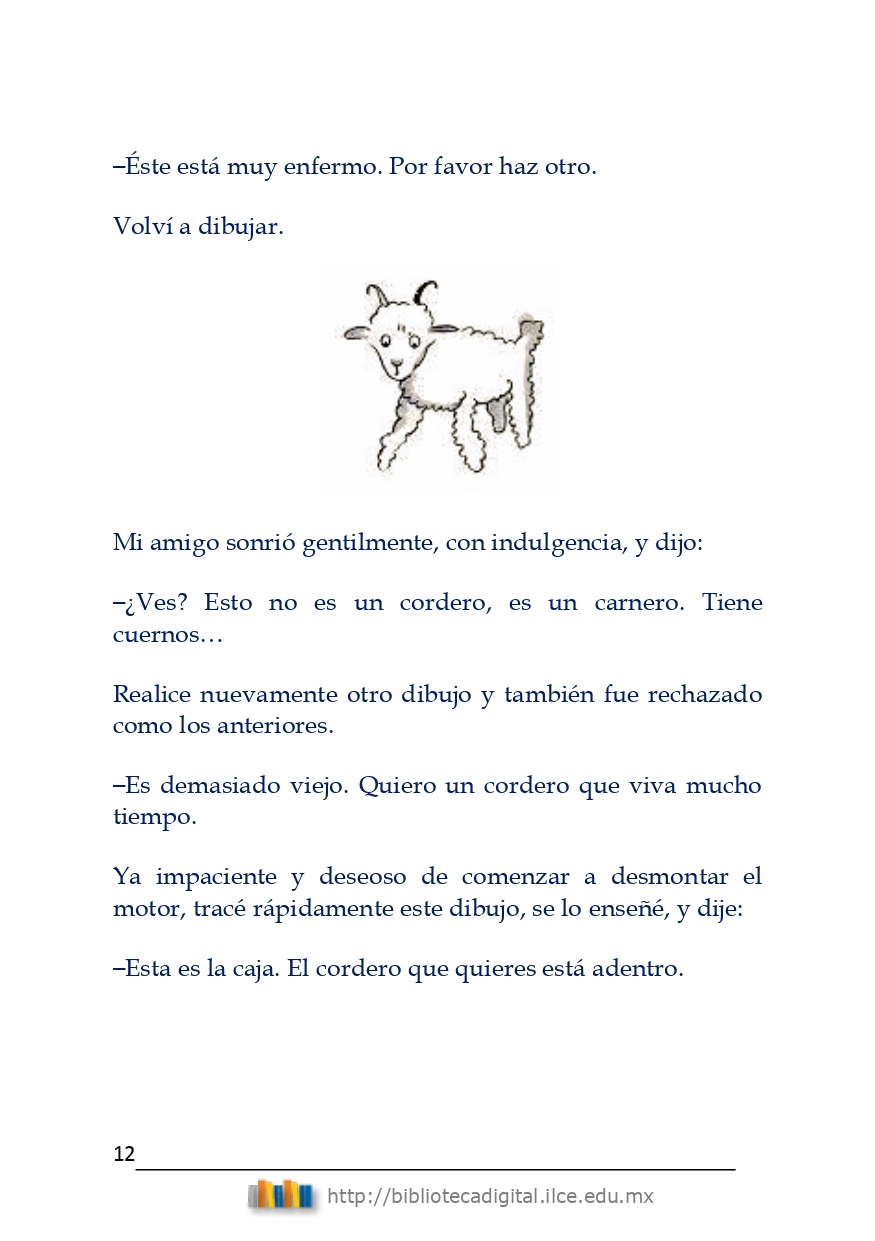 –Éste está muy enfermo. Por favor haz otro.
Volví a dibujar.
Mi amigo sonrió gentilmente, con indulgencia, y dijo:
–¿Ves? Esto no es un cordero, es un carnero. Tiene
cuernos…
Realice nuevamente otro dibujo y también fue rechazado
como los anteriores.
–Es demasiado viejo. Quiero un cordero que viva mucho
tiempo.
Ya impaciente y deseoso de comenzar a desmontar el
motor, tracé rápidamente este dibujo, se lo enseñé, y dije:
–Esta es la caja. El cordero que quieres está adentro.
12
http://bibliotecadigital.ilce.edu.mx